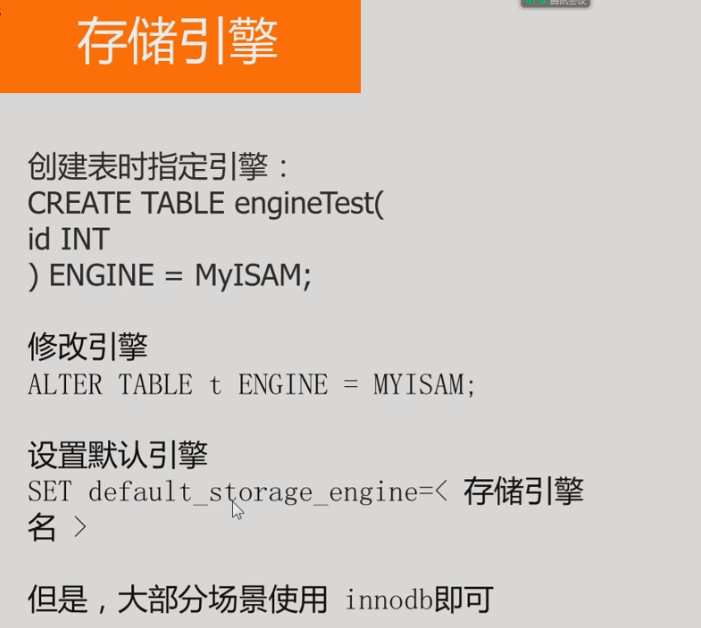 存储引擎
创建表时指定引擎：
CREATE TABLE engineTest(
id INT
) ENGINE = MyISAM;
修改引擎
ALTER TABLE t ENGINE = MYISAM;
设置默认引擎
SET default_storage_engine=< 存储引擎
名 >
但是，大部分场景使用 innodb即可